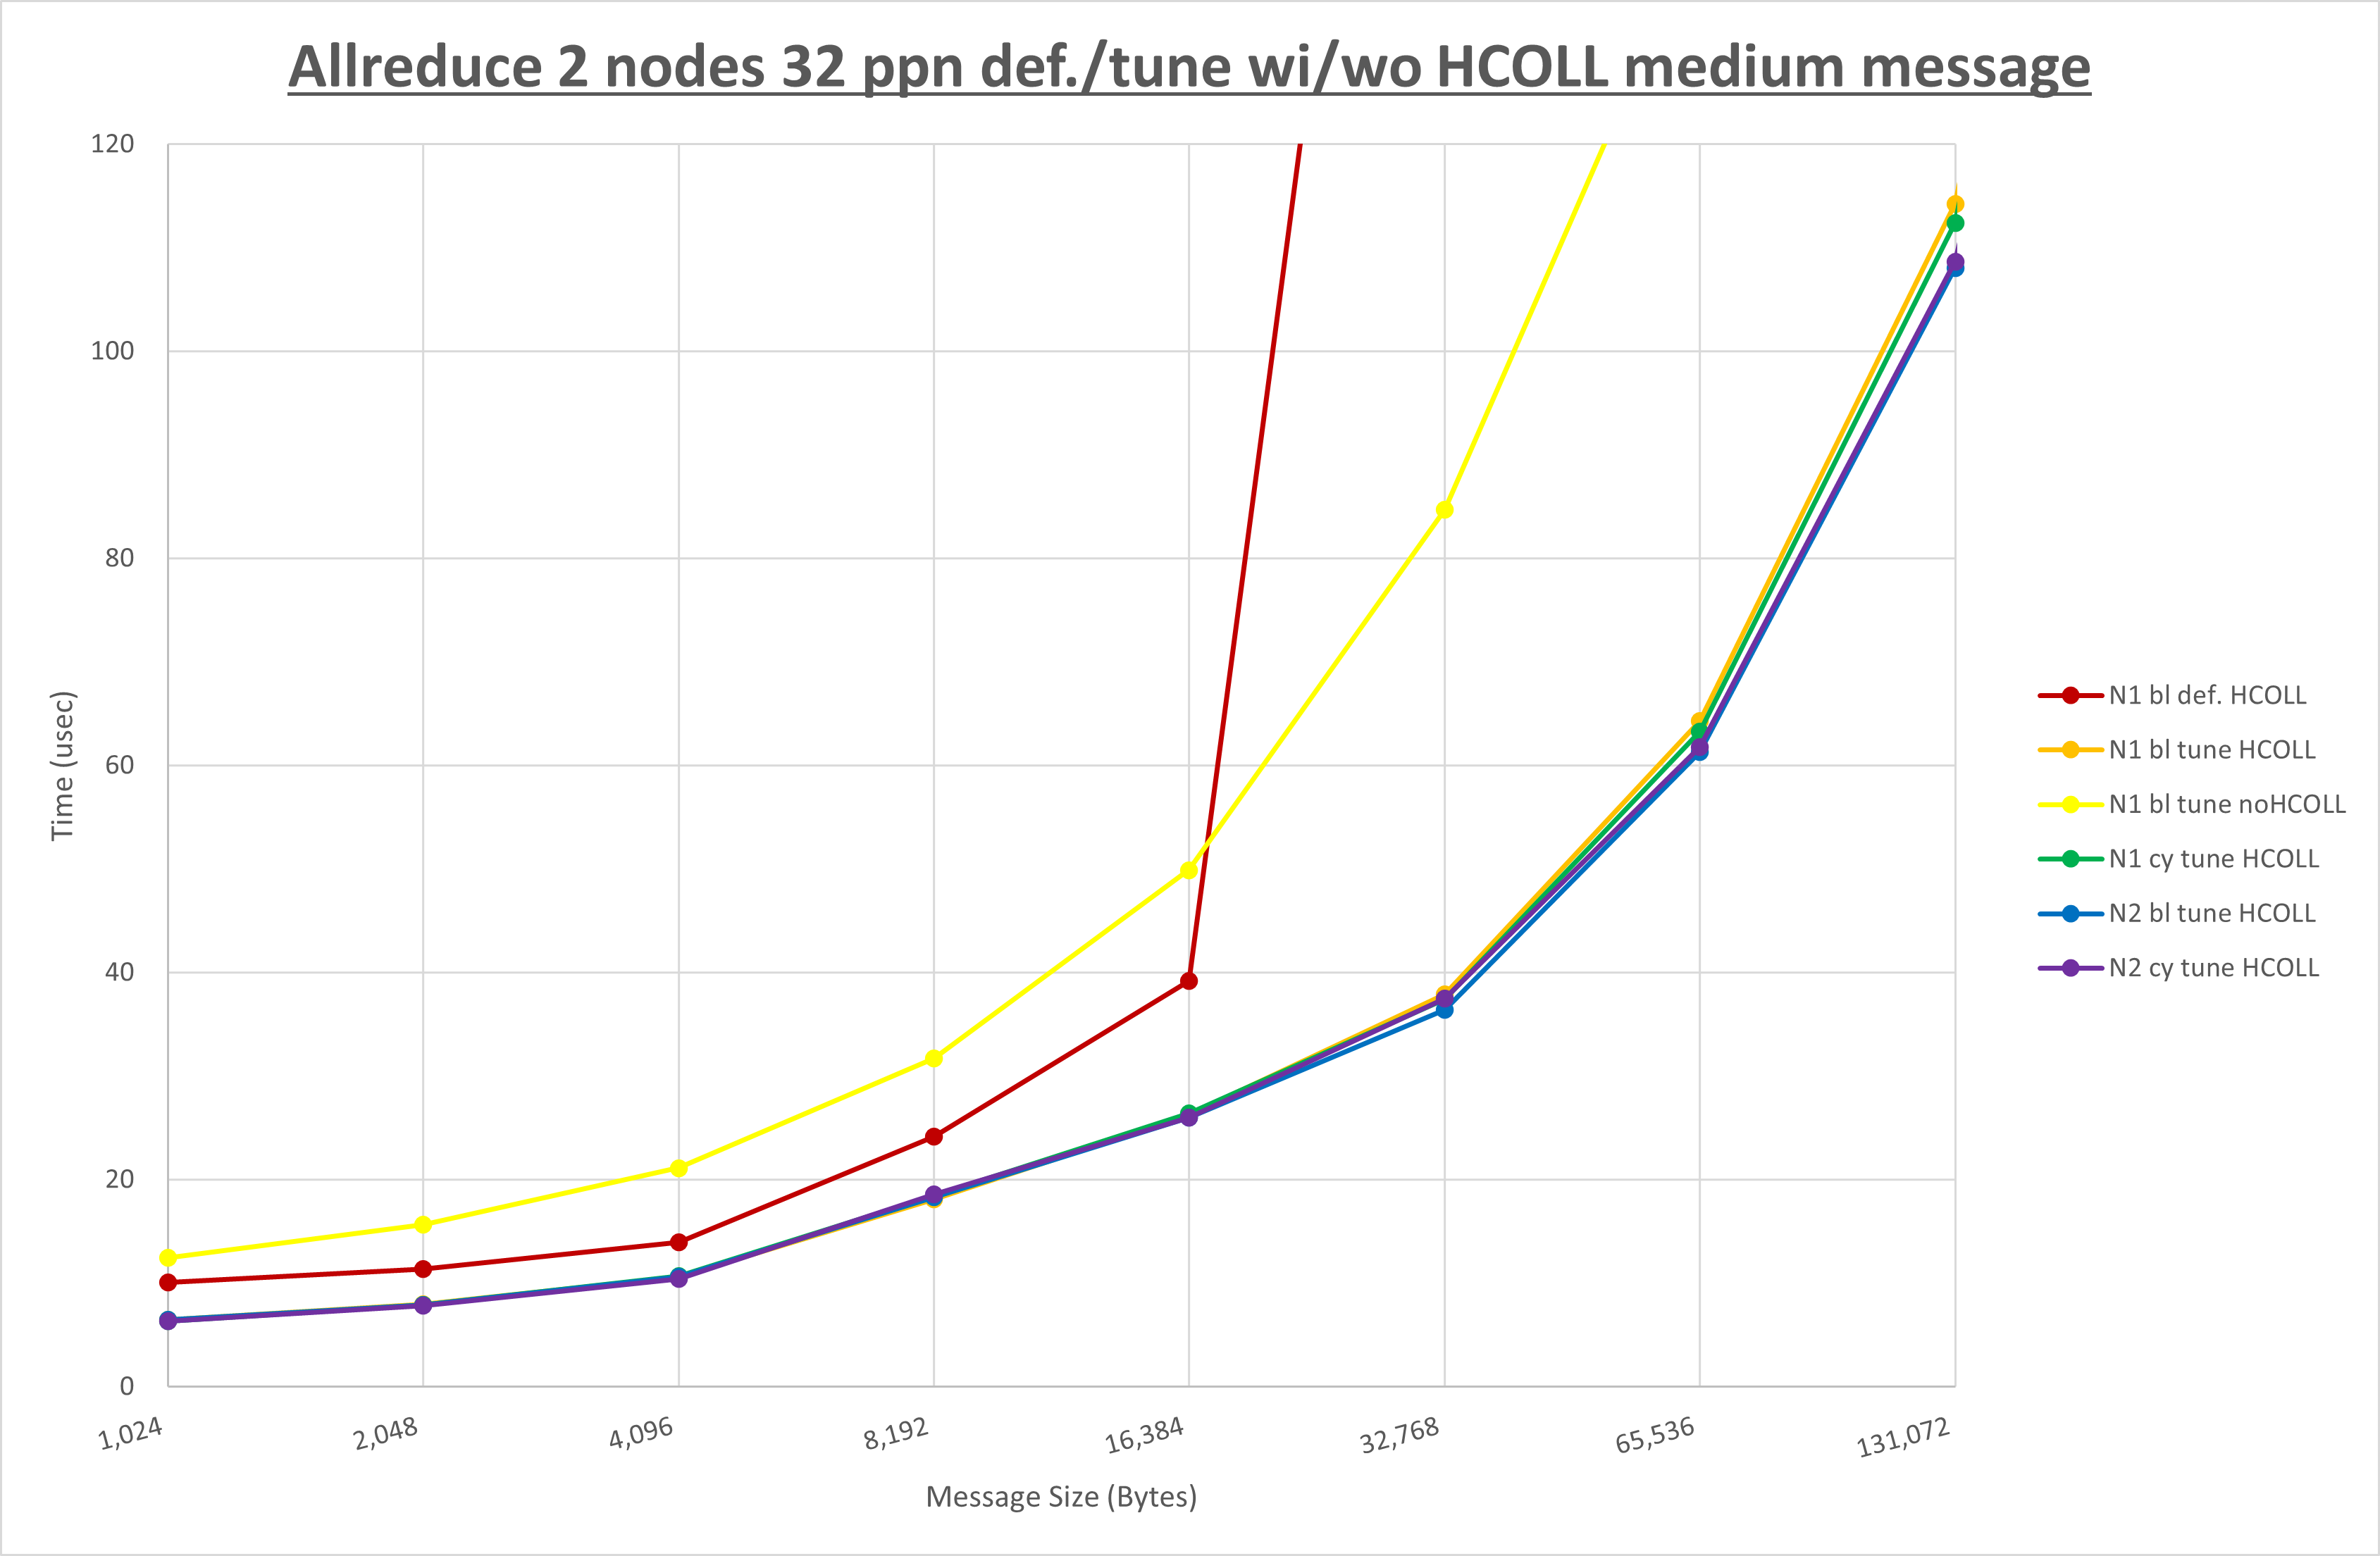 Allreduce 2 nodes 32 ppn def./tune wi/wo HCOLL medium message
120
100
80
60
40
20
0
Time (usec)
1,024
2,048
4,096
8,192
16,384
32,768
65,536
131,072
Message Size (Bytes)
N1 bl def. HCOLL
N1 bl tune HCOLL
N1 bl tune noHCOLL
N1 cy tune HCOLL
N2 bl tune HCOLL
N2 cy tune HCOLL